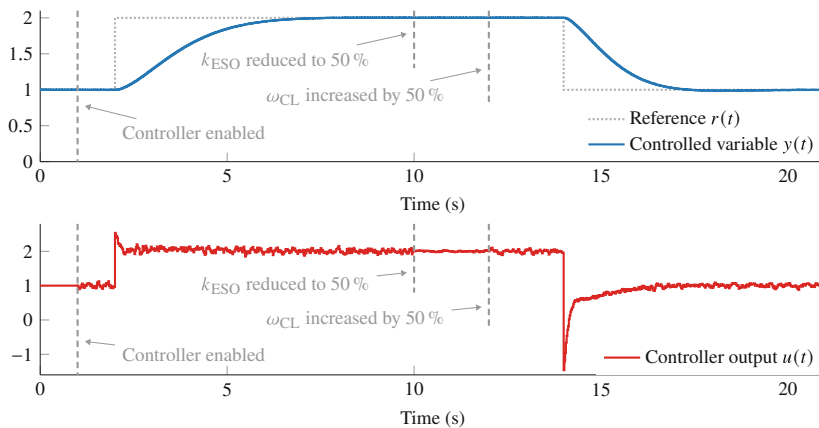 2
1.5
1
0.5
0
k_ESO reduced to 50 %
ω_CL increased by 50 %
Controller enabled
Reference r(t)
Controlled variable y(t)
0 5 10 15 20
Time (s)
2
1
0
−1
k_ESO reduced to 50 %
ω_CL increased by 50 %
Controller enabled
Controller output u(t)
0 5 10 15 20
Time (s)